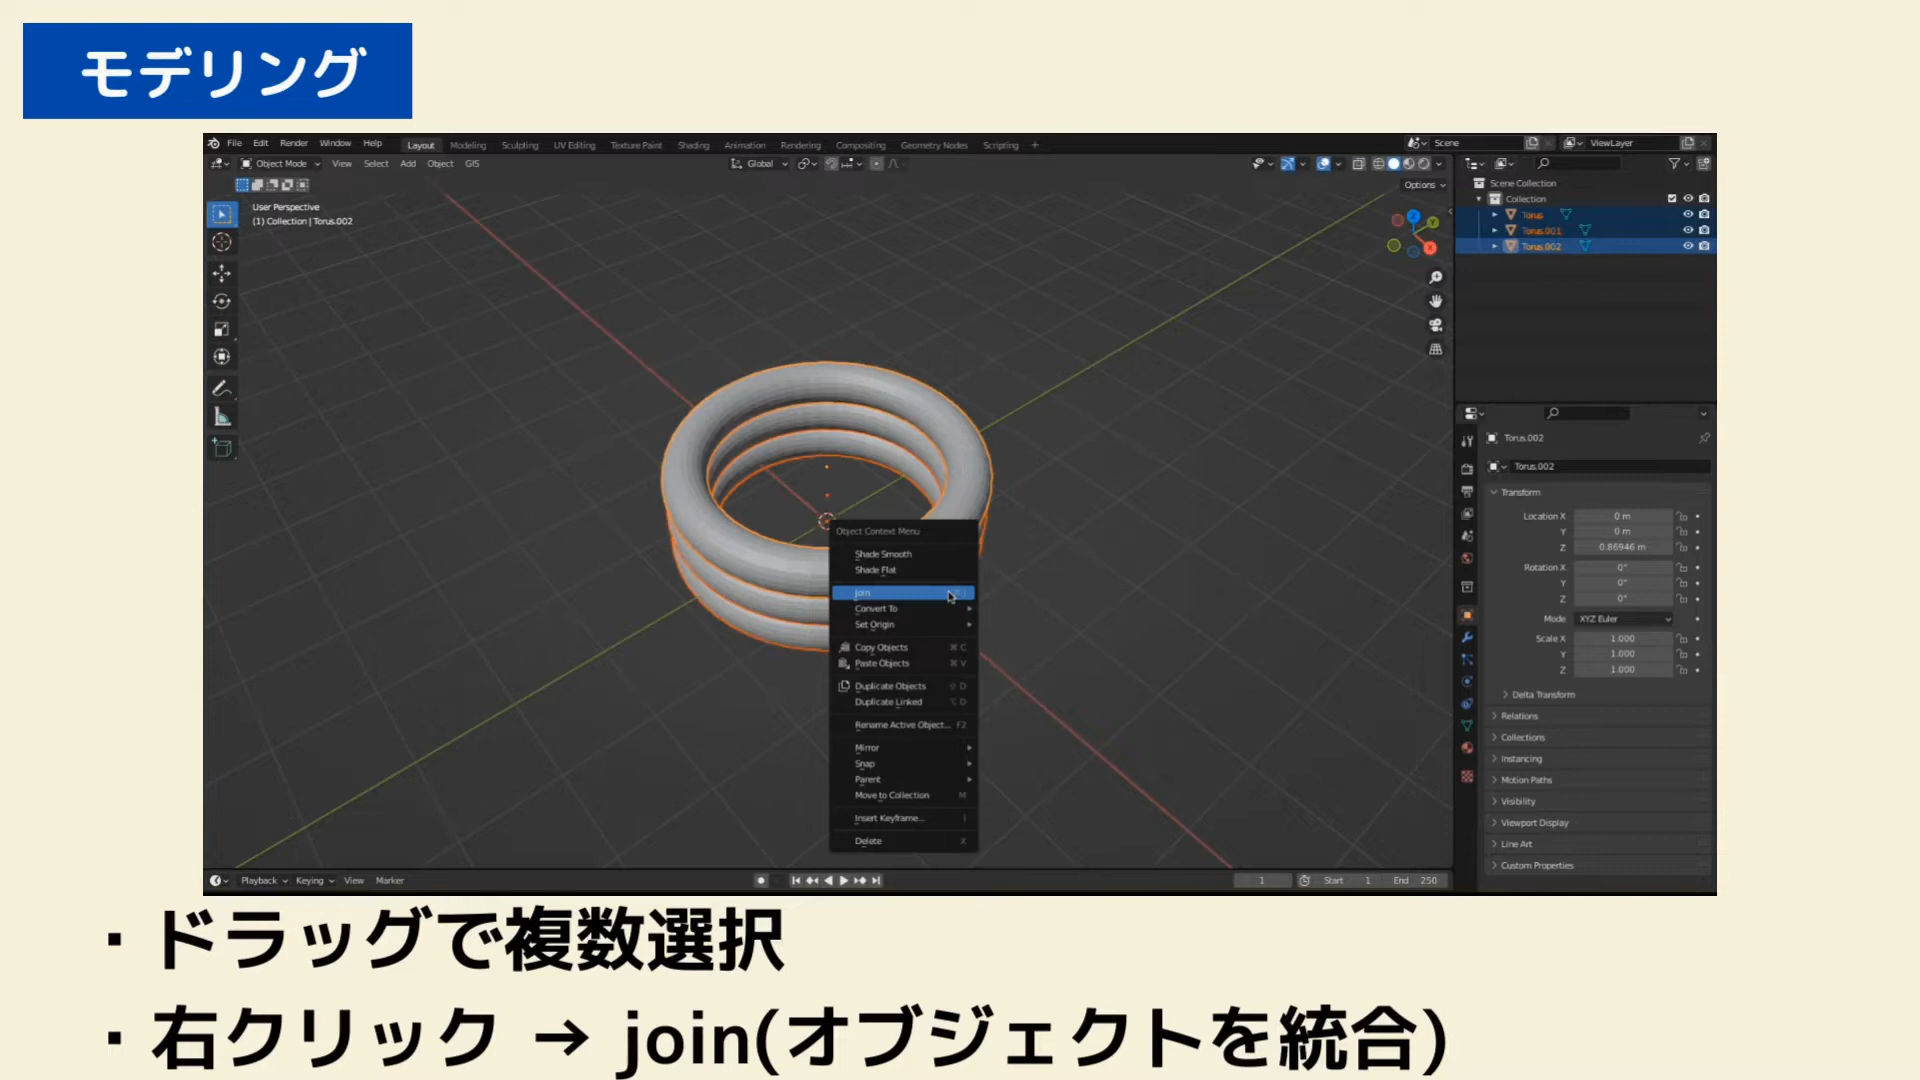 モデリング
File Edit Render Window Help Layout Modeling Sculpting UV Editing Texture Paint Shading Animation Rendering Compositing Geometry Nodes Scripting + Scene ViewLayer
Object Mode View Select Add Object GIS Global
Options
User Perspective
(1) Collection | Torus.002
Scene Collection
Collection
Torus
Torus.001
Torus.002
Torus.002
Torus.002
Transform
Location X 0 m
Y 0 m
Z 0.86946 m
Rotation X 0°
Y 0°
Z 0°
Mode XYZ Euler
Scale X 1.000
Y 1.000
Z 1.000
Delta Transform
Relations
Collections
Instancing
Motion Paths
Visibility
Viewport Display
Line Art
Custom Properties
Object Context Menu
Shade Smooth
Shade Flat
Join
Convert To
Set Origin
Copy Objects ⌘ C
Paste Objects ⌘ V
Duplicate Objects ⇧ D
Duplicate Linked ⌥ D
Rename Active Object... F2
Mirror
Snap
Parent
Move to Collection M
Insert Keyframe... I
Delete X
Playback Keying View Marker 1 Start 1 End 250
・ドラッグで複数選択
・右クリック → join(オブジェクトを統合)